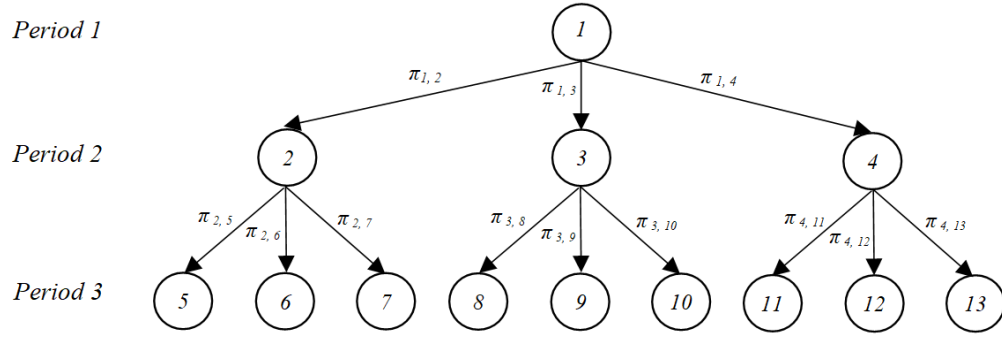 Period 1
1
π 1, 2
π 1, 3
π 1, 4
Period 2
2
3
4
π 2, 5
π 2, 6
π 2, 7
π 3, 8
π 3, 9
π 3, 10
π 4, 11
π 4, 12
π 4, 13
Period 3
5
6
7
8
9
10
11
12
13